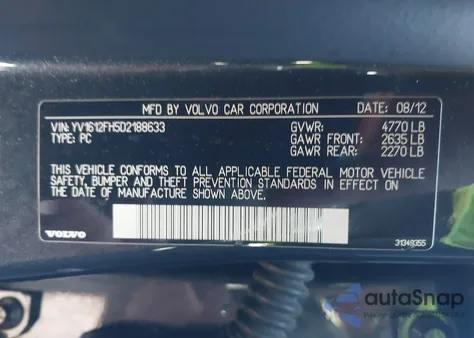 MFD BY VOLVO CAR CORPORATION DATE: 08/12
VIN: YV1612FH5D2188633 GVWR: 4770 LB
TYPE: PC GAWR FRONT: 2635 LB
GAWR REAR: 2270 LB
THIS VEHICLE CONFORMS TO ALL APPLICABLE FEDERAL MOTOR VEHICLE
SAFETY, BUMPER AND THEFT PREVENTION STANDARDS IN EFFECT ON
THE DATE OF MANUFACTURE SHOWN ABOVE.
VOLVO 31349355
autoSnap